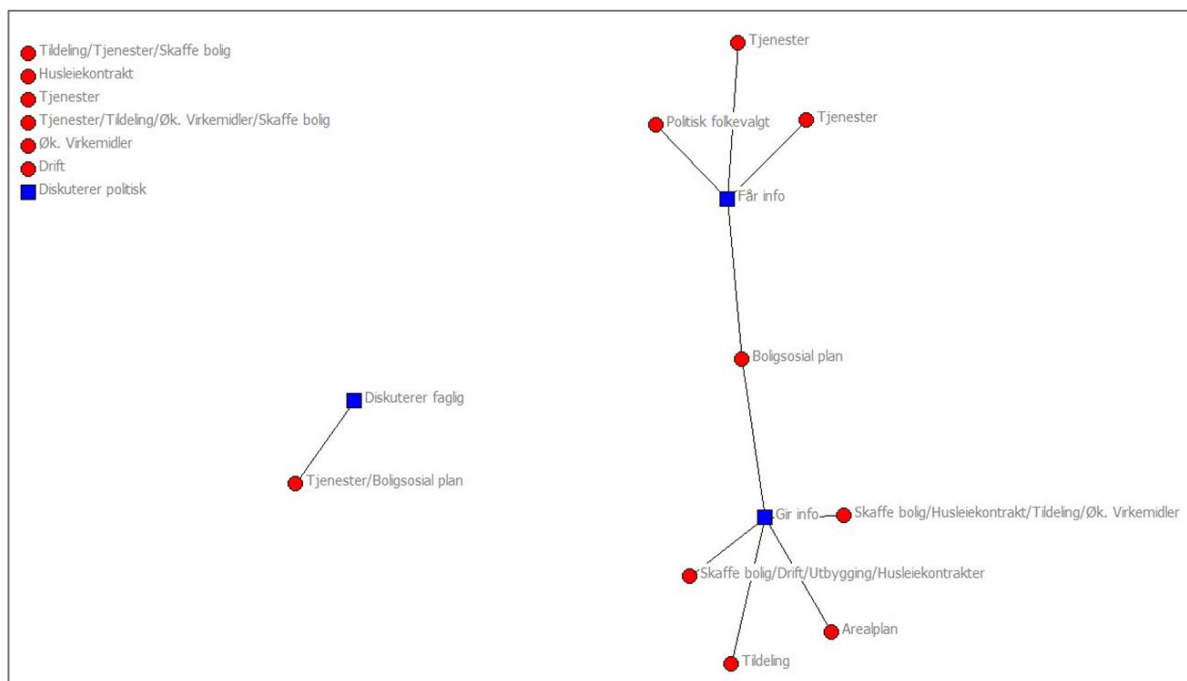 Tildeling/Tjenester/Skaffe bolig
Husleiekontrakt
Tjenester
Tjenester/Tildeling/Øk. Virkemidler/Skaffe bolig
Øk. Virkemidler
Drift
Diskuterer politisk
Tjenester
Politisk folkevalgt
Tjenester
Får info
Boligsosial plan
Diskuterer faglig
Tjenester/Boligsosial plan
Gir info
Skaffe bolig/Husleiekontrakt/Tildeling/Øk. Virkemidler
Skaffe bolig/Drift/Utbygging/Husleiekontrakter
Arealplan
Tildeling